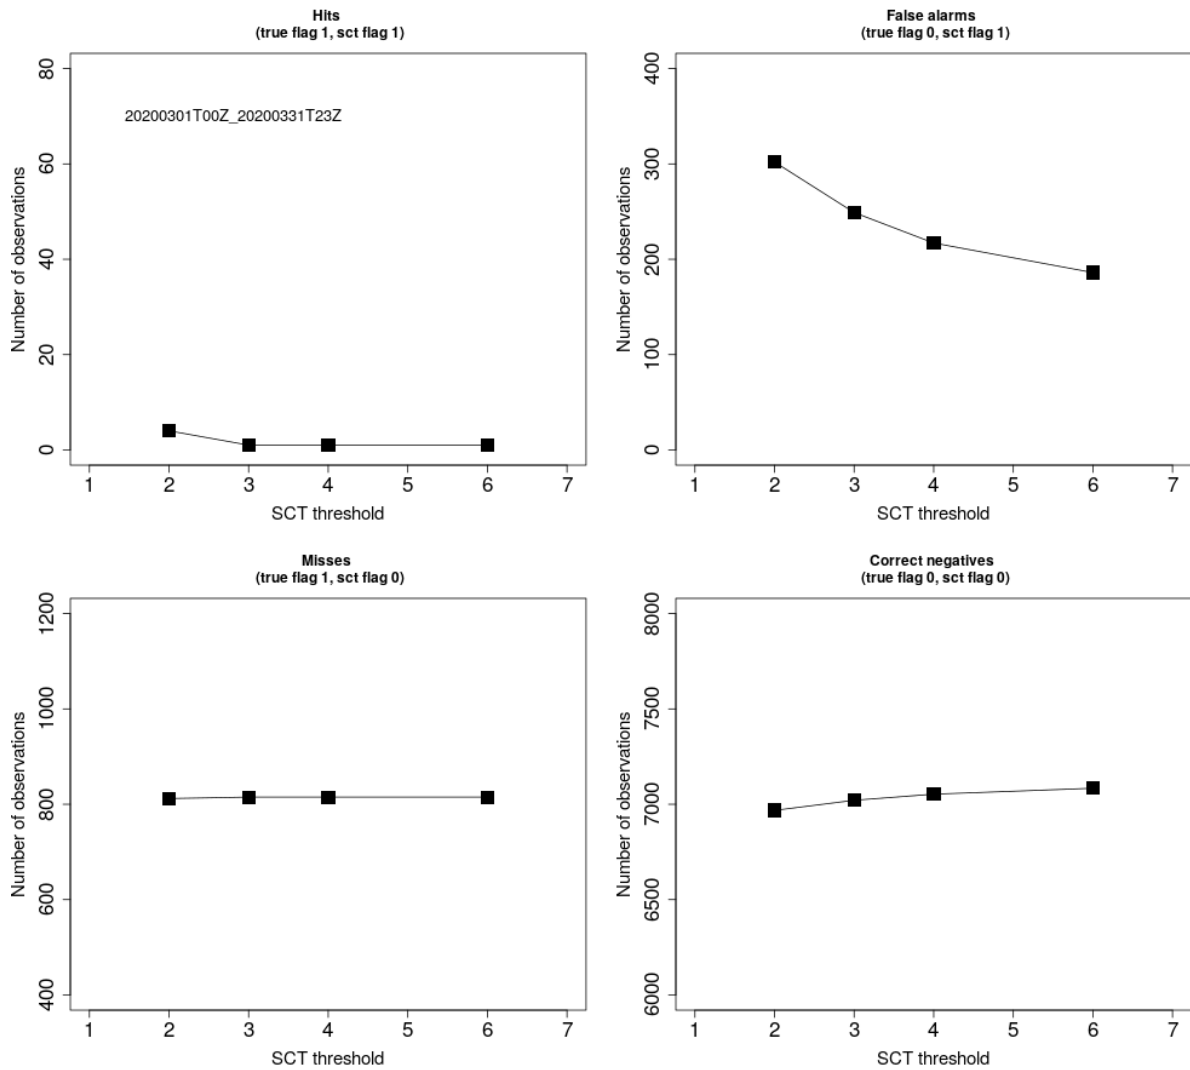 Hits
(true flag 1, sct flag 1)
80
60
40
20
0
Number of observations
20200301T00Z_20200331T23Z
1 2 3 4 5 6 7
SCT threshold
False alarms
(true flag 0, sct flag 1)
400
300
200
100
0
Number of observations
1 2 3 4 5 6 7
SCT threshold
Misses
(true flag 1, sct flag 0)
1200
1000
800
600
400
Number of observations
1 2 3 4 5 6 7
SCT threshold
Correct negatives
(true flag 0, sct flag 0)
8000
7500
7000
6500
6000
Number of observations
1 2 3 4 5 6 7
SCT threshold